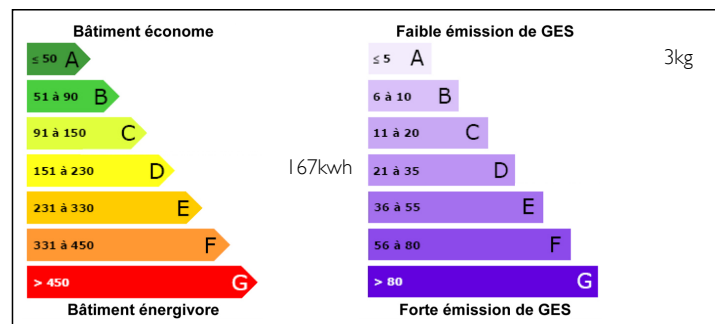 Bâtiment économe
≤ 50 A
51 à 90 B
91 à 150 C
151 à 230 D
167kwh
231 à 330 E
331 à 450 F
> 450 G
Bâtiment énergivore
Faible émission de GES
≤ 5 A
3kg
6 à 10 B
11 à 20 C
21 à 35 D
36 à 55 E
56 à 80 F
> 80 G
Forte émission de GES